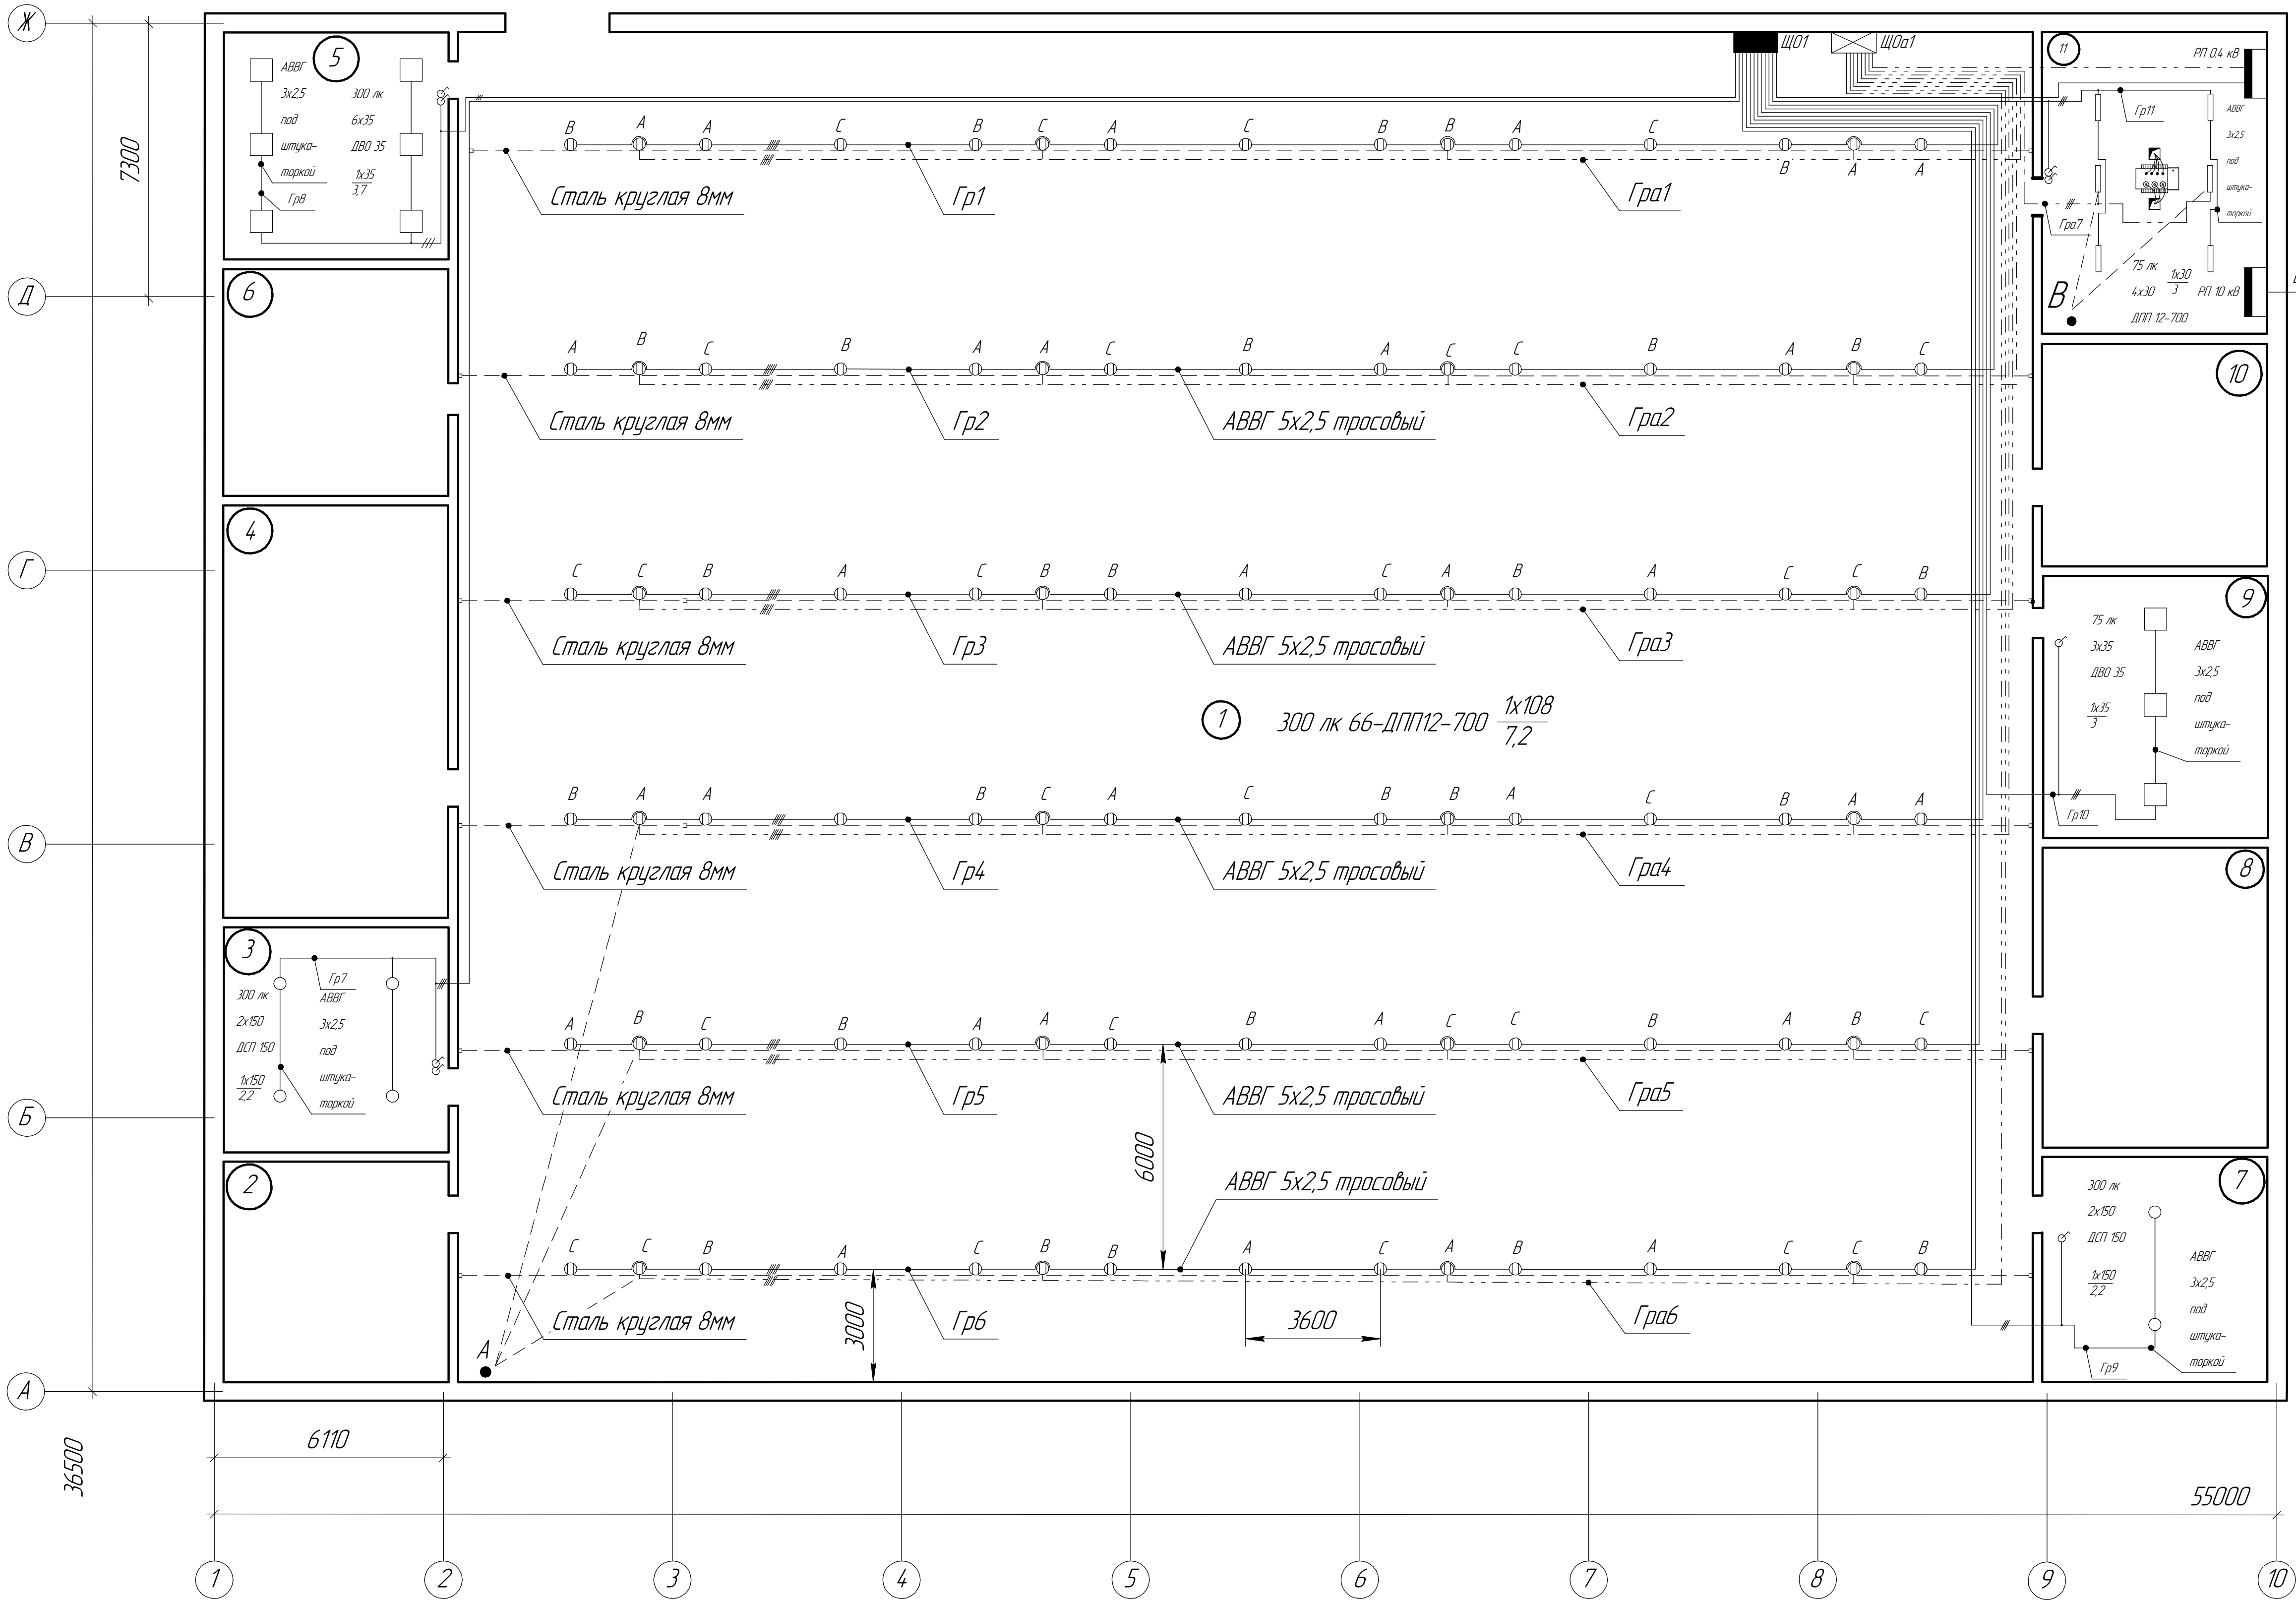 Ж
5
АВВГ
3х2,5
под
штука-
торкой
Гр8
300 лк
6х35
ДВО 35
1х35
3,7
ЩО1
ЩОа1
11
РП 0.4 кВ
Гр11
АВВГ
3х2,5
под
штука-
торкой
Гра7
75 лк
4х30
ДПП 12-700
1х30
3
РП 10 кВ
В
7300
В А А С В С А С В В А С В А А
Сталь круглая 8мм
Гр1
Гра1
Д
6
А В С В А А С В А С С В А В С
Сталь круглая 8мм
Гр2
АВВГ 5х2,5 тросовый
Гра2
10
Г
4
С С В А С В В А С А В А С С В
Сталь круглая 8мм
Гр3
АВВГ 5х2,5 тросовый
Гра3
9
75 лк
3х35
ДВО 35
1х35
3
АВВГ
3х2,5
под
штука-
торкой
Гр10
1
300 лк 66-ДПП12-700
1х108
7,2
В
В А А В С А С В В А С В А А
Сталь круглая 8мм
Гр4
АВВГ 5х2,5 тросовый
Гра4
8
3
Гр7
300 лк
2х150
ДСП 150
1х150
2,2
АВВГ
3х2,5
под
штука-
торкой
А В С В А А С В А С С В А В С
Сталь круглая 8мм
Гр5
АВВГ 5х2,5 тросовый
Гра5
Б
2
6000
АВВГ 5х2,5 тросовый
7
300 лк
2х150
ДСП 150
1х150
2,2
АВВГ
3х2,5
под
штука-
торкой
Гр9
С С В А С В В А С А В А С С В
Сталь круглая 8мм
3000
Гр6
3600
Гра6
А
А
36500
6110
55000
1 2 3 4 5 6 7 8 9 10